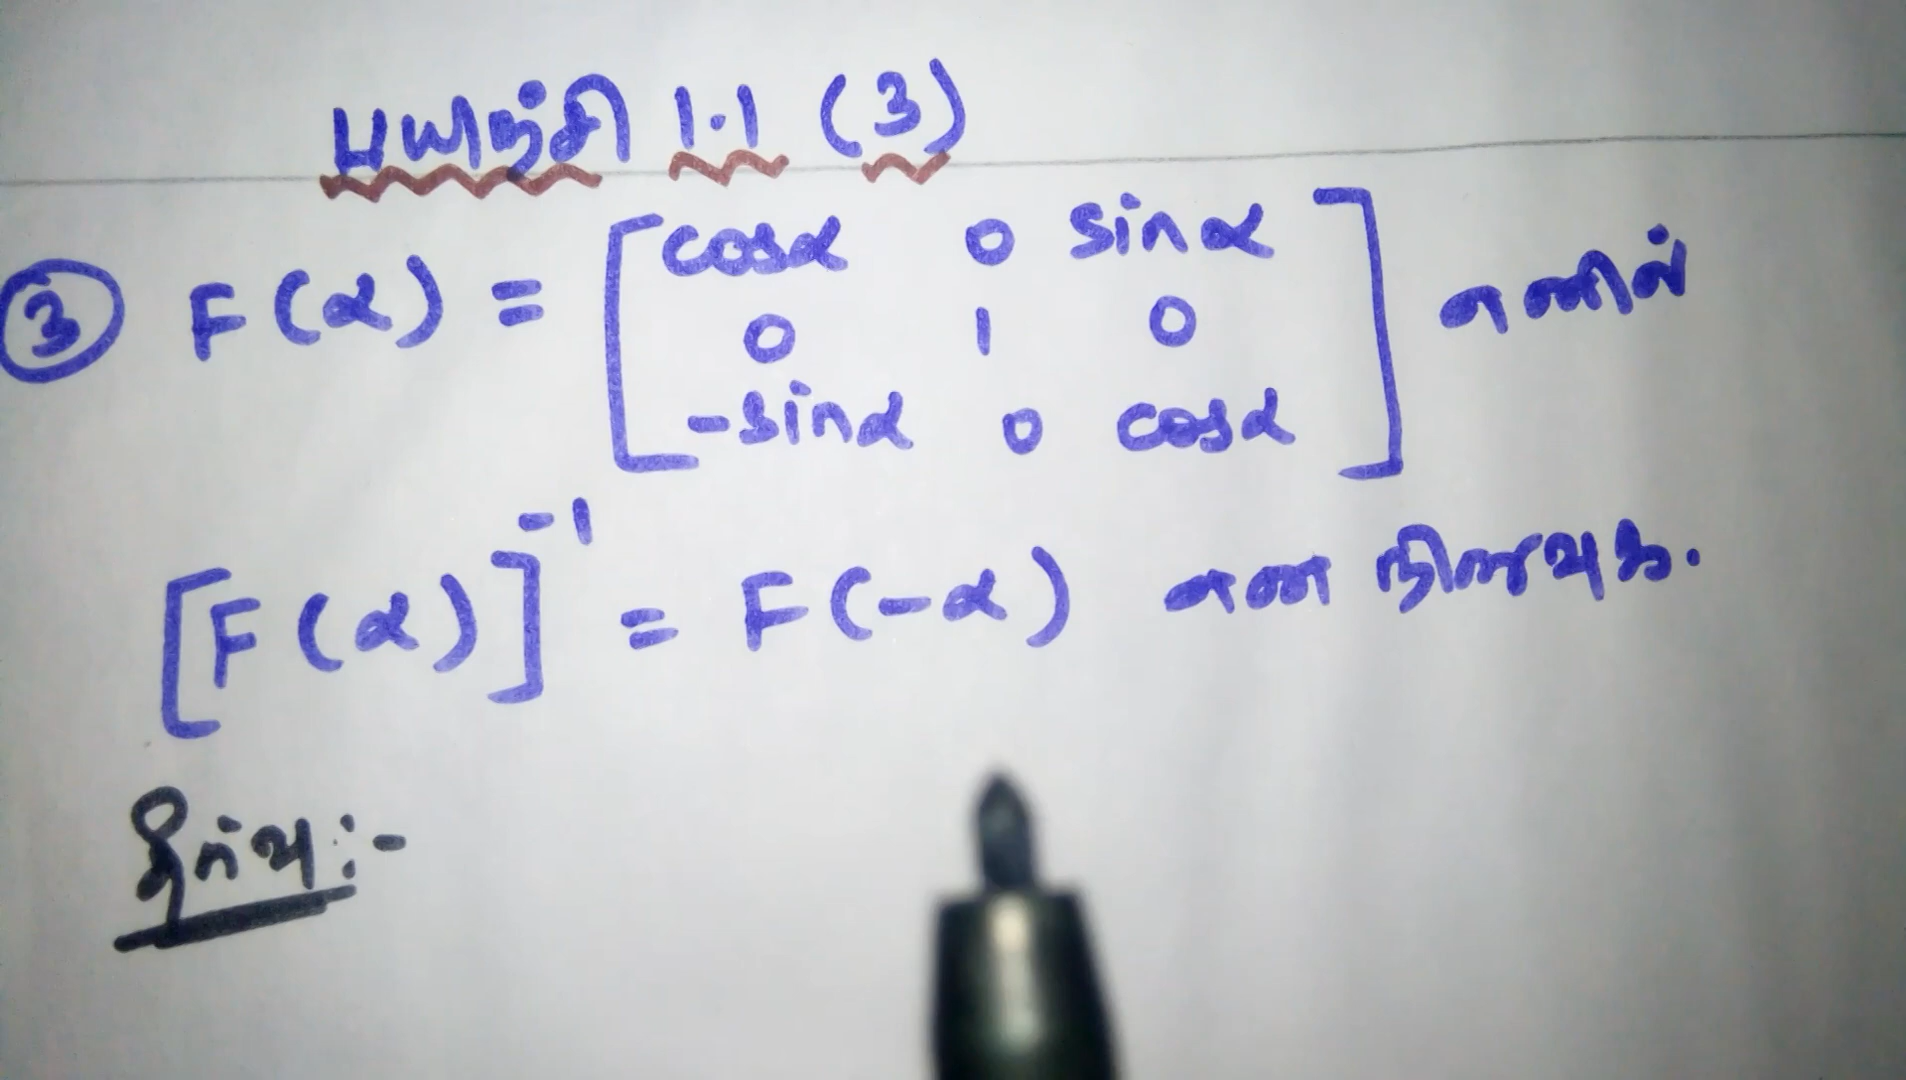 பயிற்சி 1.1 (3)
③ F(α) = [cosα 0 sinα
0 1 0
-sinα 0 cosα] எனில்
[F(α)]⁻¹ = F(-α) என நிறுவுக.
தீர்வு:-